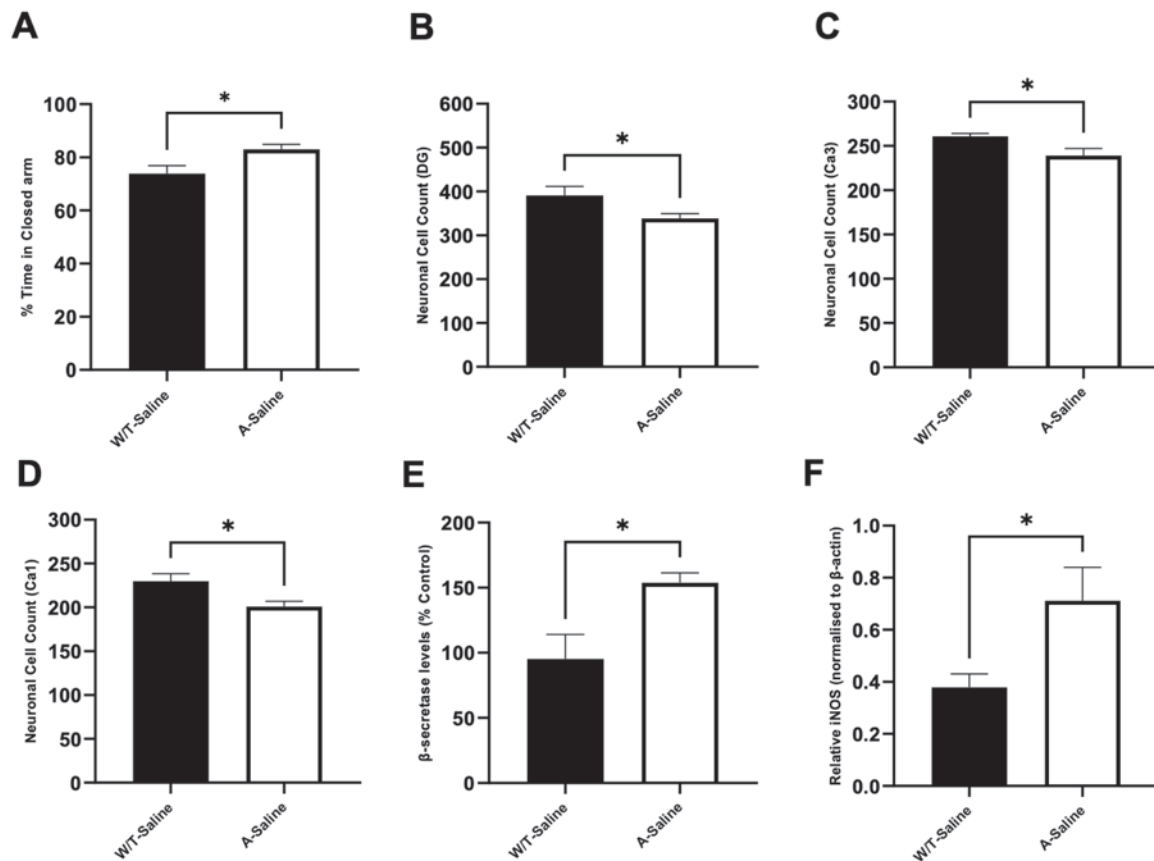 A
% Time in Closed arm
100
80
60
40
20
0
*
W/T-Saline
A-Saline
B
Neuronal Cell Count (DG)
600
500
400
300
200
100
0
*
W/T-Saline
A-Saline
C
Neuronal Cell Count (Ca3)
300
250
200
150
100
50
0
*
W/T-Saline
A-Saline
D
Neuronal Cell Count (Ca1)
300
250
200
150
100
50
0
*
W/T-Saline
A-Saline
E
β-secretase levels (% Control)
200
150
100
50
0
*
W/T-Saline
A-Saline
F
Relative iNOS (normalised to β-actin)
1.0
0.8
0.6
0.4
0.2
0.0
*
W/T-Saline
A-Saline